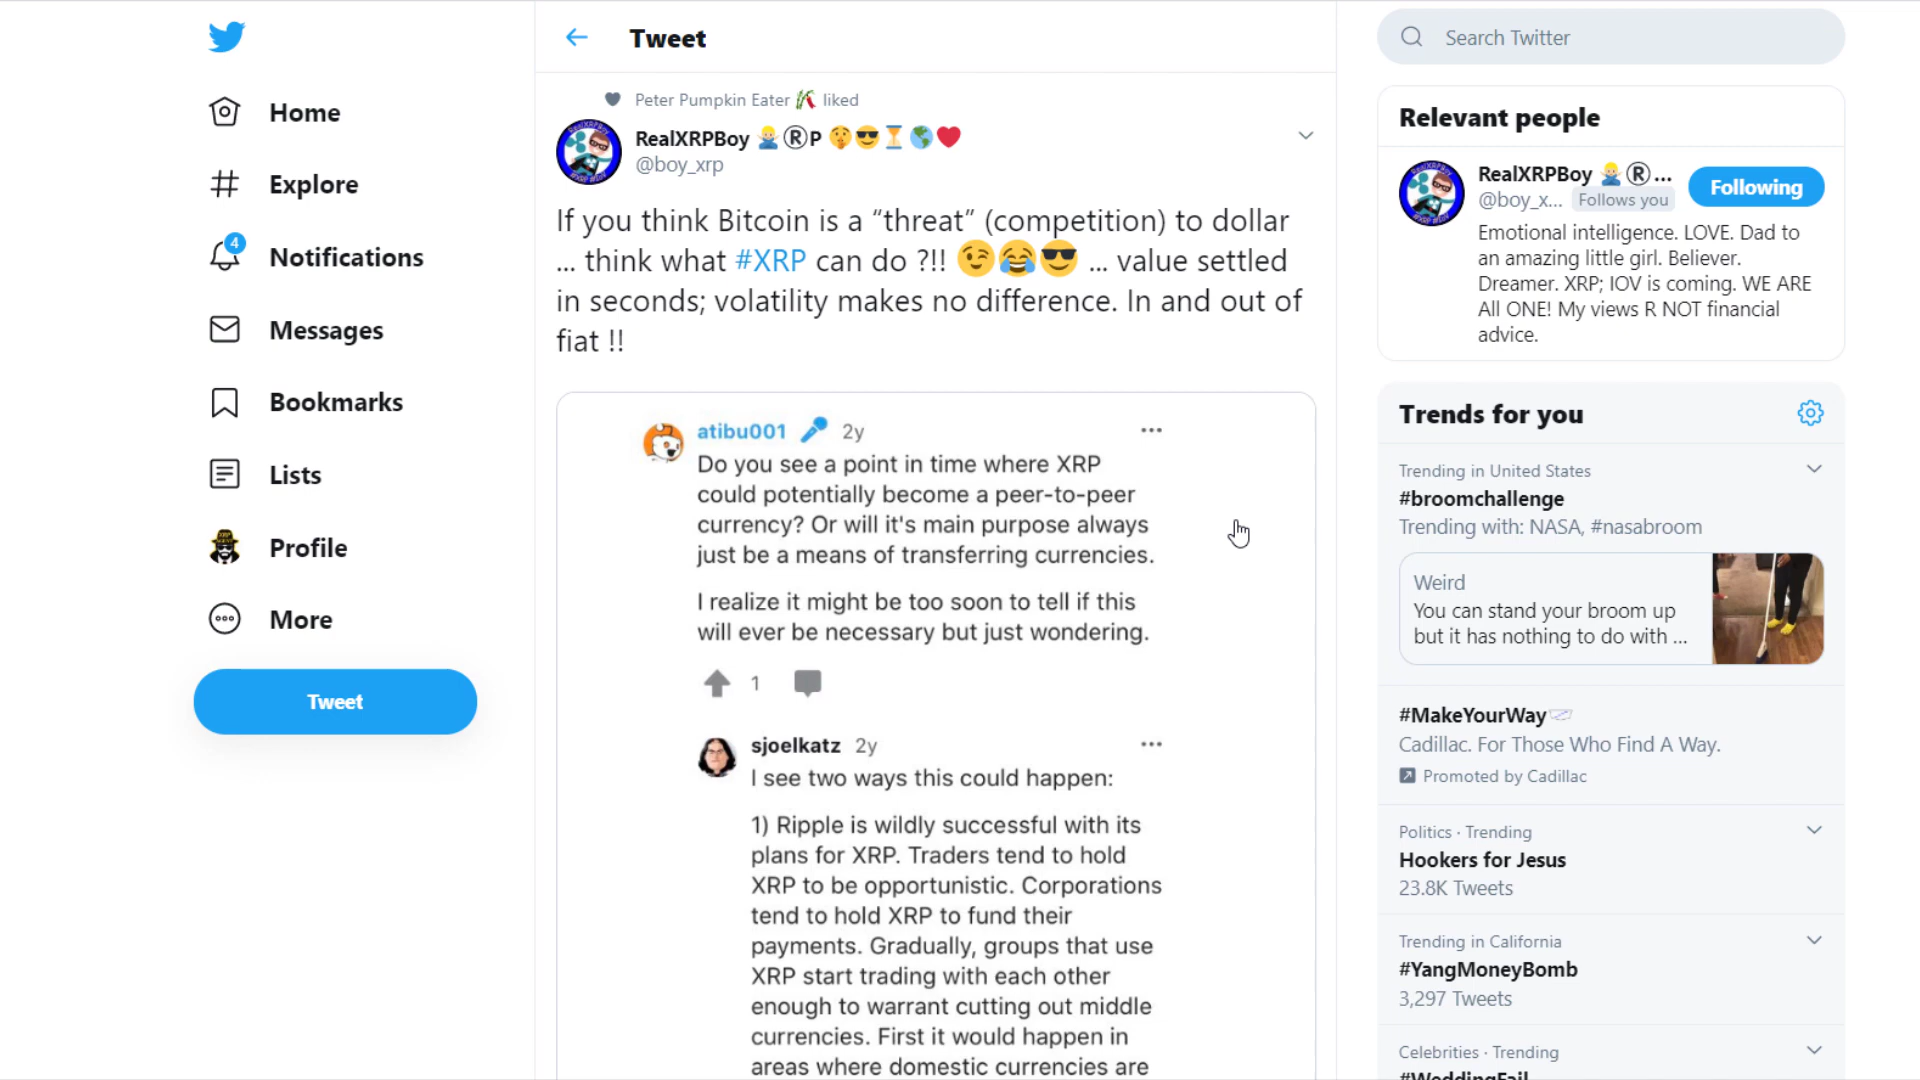 Home
Explore
4
Notifications
Messages
Bookmarks
Lists
Profile
More
Tweet
Tweet
Peter Pumpkin Eater liked
RealXRPBoy ®P
@boy_xrp
If you think Bitcoin is a “threat” (competition) to dollar
... think what #XRP can do ?!! 😉😂😎 ... value settled
in seconds; volatility makes no difference. In and out of
fiat !!
atibu001 2y
Do you see a point in time where XRP
could potentially become a peer-to-peer
currency? Or will it's main purpose always
just be a means of transferring currencies.
I realize it might be too soon to tell if this
will ever be necessary but just wondering.
1
sjoelkatz 2y
I see two ways this could happen:
1) Ripple is wildly successful with its
plans for XRP. Traders tend to hold
XRP to be opportunistic. Corporations
tend to hold XRP to fund their
payments. Gradually, groups that use
XRP start trading with each other
enough to warrant cutting out middle
currencies. First it would happen in
areas where domestic currencies are
Search Twitter
Relevant people
RealXRPBoy ® ...
@boy_x... Follows you
Following
Emotional intelligence. LOVE. Dad to
an amazing little girl. Believer.
Dreamer. XRP; IOV is coming. WE ARE
All ONE! My views R NOT financial
advice.
Trends for you
Trending in United States
#broomchallenge
Trending with: NASA, #nasabroom
Weird
You can stand your broom up
but it has nothing to do with ...
#MakeYourWay
Cadillac. For Those Who Find A Way.
Promoted by Cadillac
Politics · Trending
Hookers for Jesus
23.8K Tweets
Trending in California
#YangMoneyBomb
3,297 Tweets
Celebrities · Trending
#WeddingFail